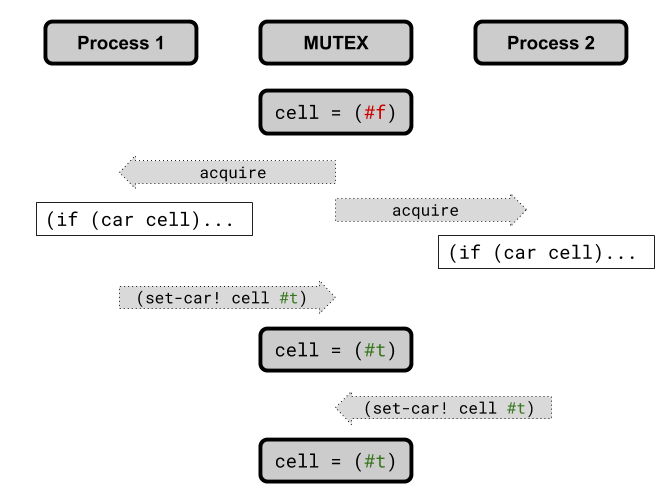 Process 1
MUTEX
Process 2
cell = (#f)
acquire
(if (car cell)...
acquire
(if (car cell)...
(set-car! cell #t)
cell = (#t)
(set-car! cell #t)
cell = (#t)